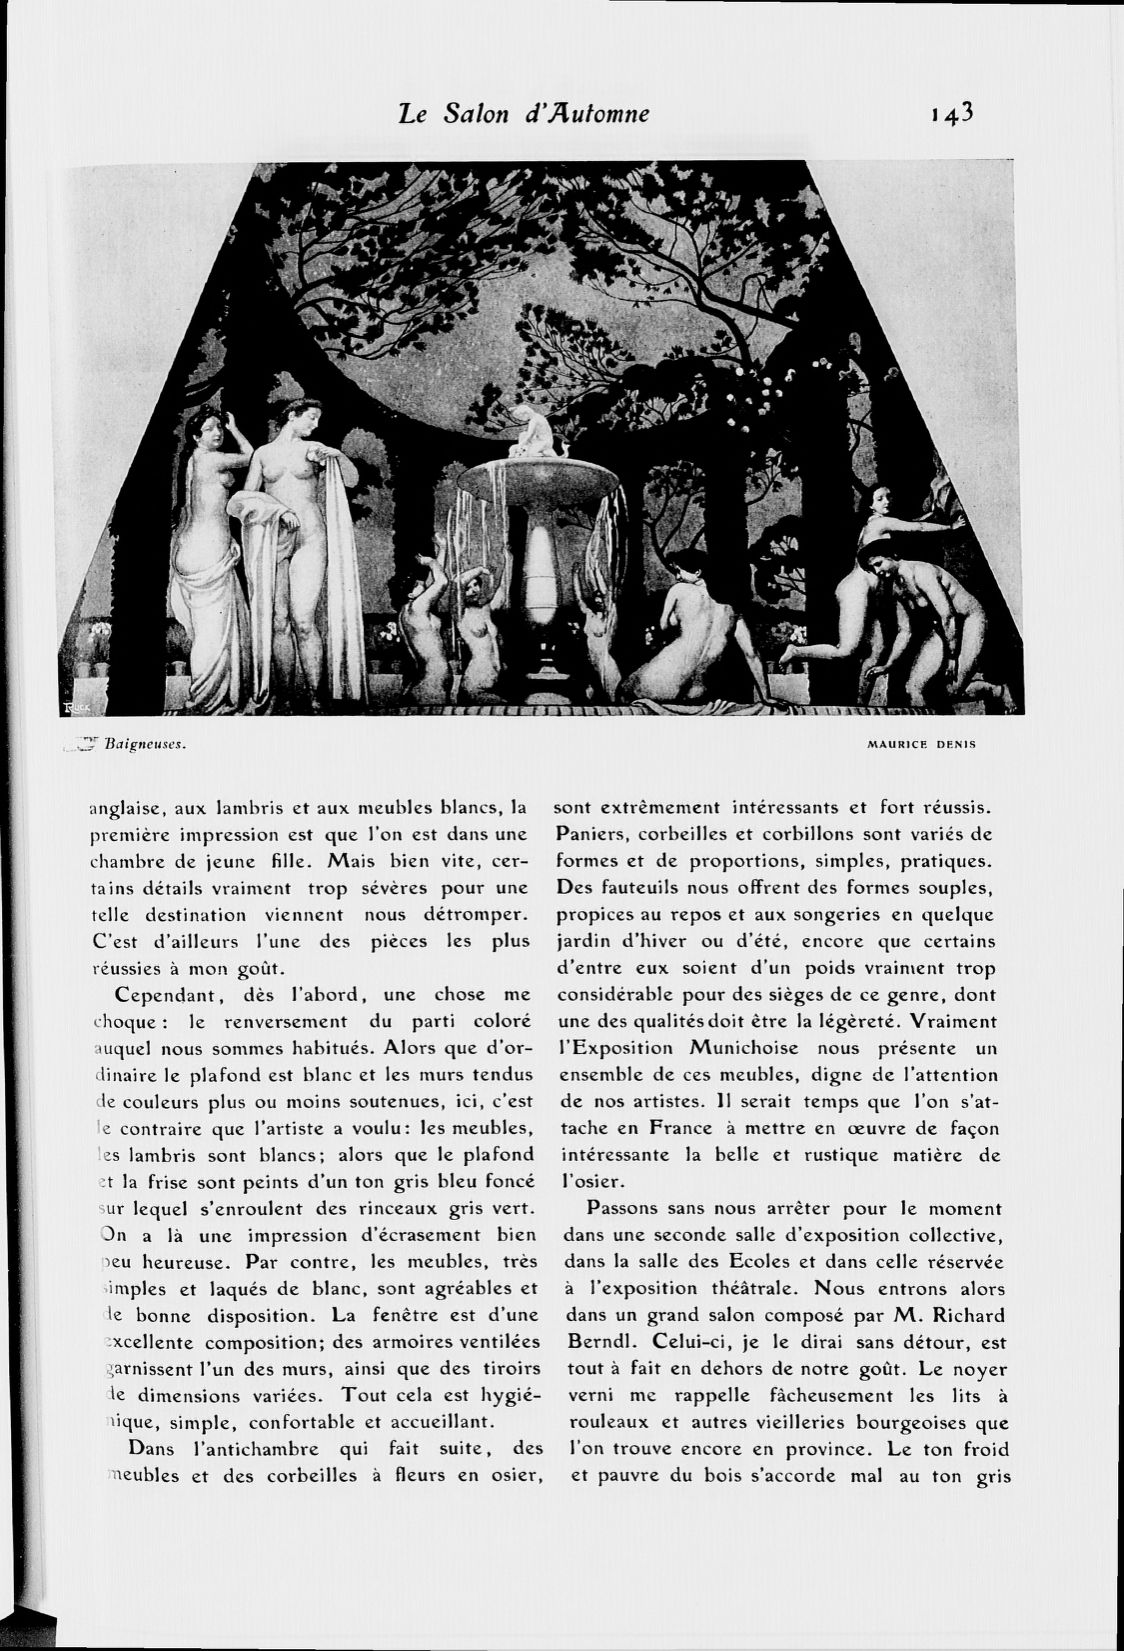 Le Salon d'Automne
143
TRUCK
Baigneuses.
MAURICE DENIS
anglaise, aux lambris et aux meubles blancs, la
première impression est que l'on est dans une
chambre de jeune fille. Mais bien vite, cer-
tains détails vraiment trop sévères pour une
telle destination viennent nous détromper.
C'est d'ailleurs l'une des pièces les plus
réussies à mon goût.
Cependant, dès l'abord, une chose me
choque : le renversement du parti coloré
auquel nous sommes habitués. Alors que d'or-
dinaire le plafond est blanc et les murs tendus
de couleurs plus ou moins soutenues, ici, c'est
le contraire que l'artiste a voulu: les meubles,
les lambris sont blancs; alors que le plafond
et la frise sont peints d'un ton gris bleu foncé
sur lequel s'enroulent des rinceaux gris vert.
On a là une impression d'écrasement bien
peu heureuse. Par contre, les meubles, très
simples et laqués de blanc, sont agréables et
de bonne disposition. La fenêtre est d'une
excellente composition; des armoires ventilées
garnissent l'un des murs, ainsi que des tiroirs
de dimensions variées. Tout cela est hygié-
nique, simple, confortable et accueillant.
Dans l'antichambre qui fait suite, des
meubles et des corbeilles à fleurs en osier,
sont extrêmement intéressants et fort réussis.
Paniers, corbeilles et corbillons sont variés de
formes et de proportions, simples, pratiques.
Des fauteuils nous offrent des formes souples,
propices au repos et aux songeries en quelque
jardin d'hiver ou d'été, encore que certains
d'entre eux soient d'un poids vraiment trop
considérable pour des sièges de ce genre, dont
une des qualités doit être la légèreté. Vraiment
l'Exposition Munichoise nous présente un
ensemble de ces meubles, digne de l'attention
de nos artistes. Il serait temps que l'on s'at-
tache en France à mettre en œuvre de façon
intéressante la belle et rustique matière de
l'osier.
Passons sans nous arrêter pour le moment
dans une seconde salle d'exposition collective,
dans la salle des Ecoles et dans celle réservée
à l'exposition théâtrale. Nous entrons alors
dans un grand salon composé par M. Richard
Berndl. Celui-ci, je le dirai sans détour, est
tout à fait en dehors de notre goût. Le noyer
verni me rappelle fâcheusement les lits à
rouleaux et autres vieilleries bourgeoises que
l'on trouve encore en province. Le ton froid
et pauvre du bois s'accorde mal au ton gris